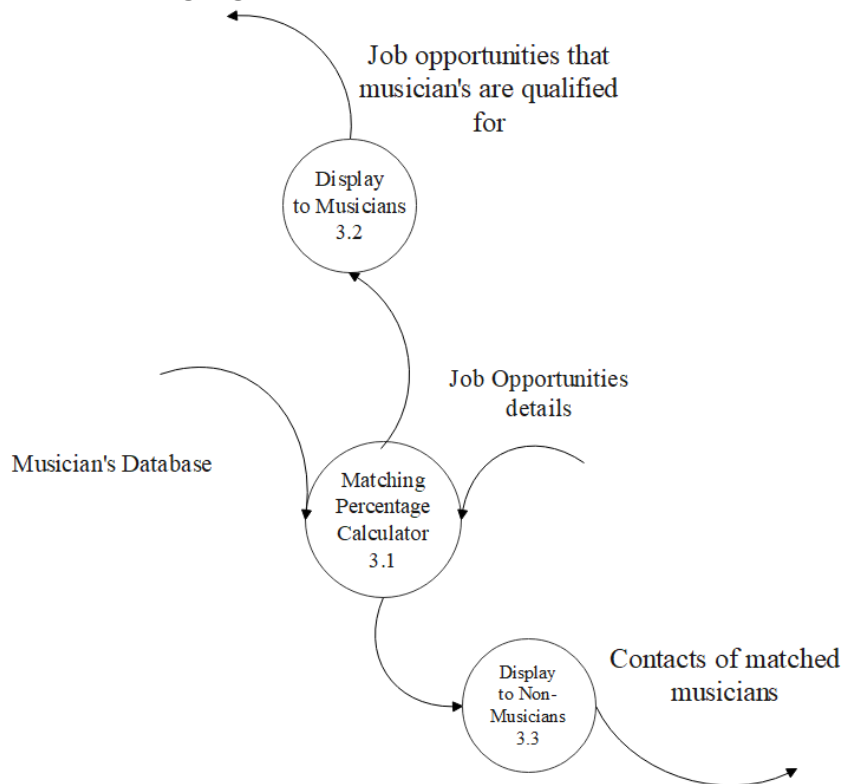 Job opportunities that
musician's are qualified
for
Display
to Musicians
3.2
Job Opportunities
details
Musician's Database
Matching
Percentage
Calculator
3.1
Display
to Non-
Musicians
3.3
Contacts of matched
musicians